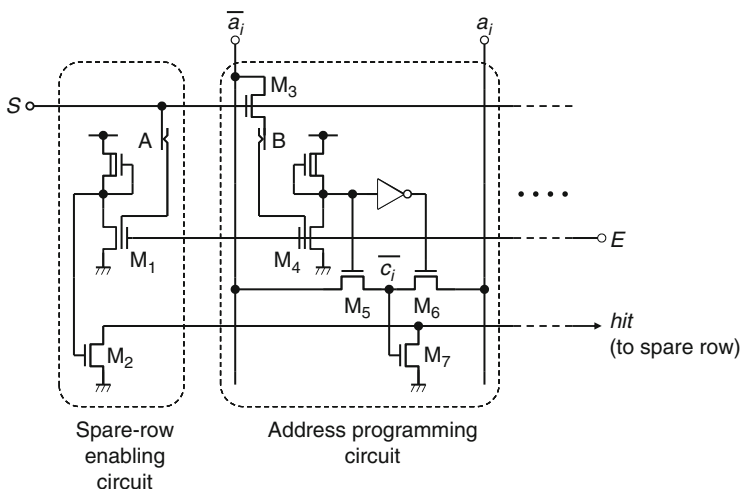 a̅i̅ ai
S
M3
A
B
M1
M4
E
c̅i̅
M5
M6
hit
(to spare row)
M2
M7
Spare-row
enabling
circuit
Address programming
circuit